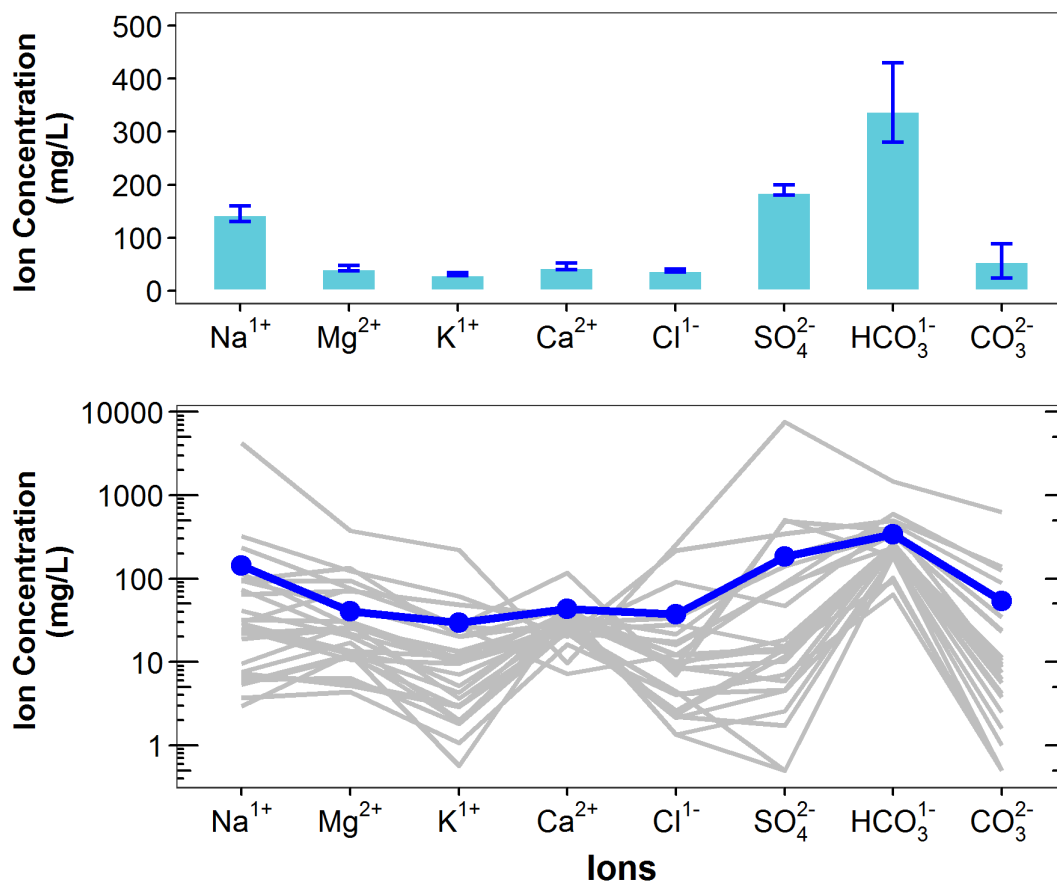 Ion Concentration
(mg/L)
500
400
300
200
100
0
Na¹⁺ Mg²⁺ K¹⁺ Ca²⁺ Cl¹⁻ SO₄²⁻ HCO₃¹⁻ CO₃²⁻
Ion Concentration
(mg/L)
10000
1000
100
10
1
Na¹⁺ Mg²⁺ K¹⁺ Ca²⁺ Cl¹⁻ SO₄²⁻ HCO₃¹⁻ CO₃²⁻
Ions